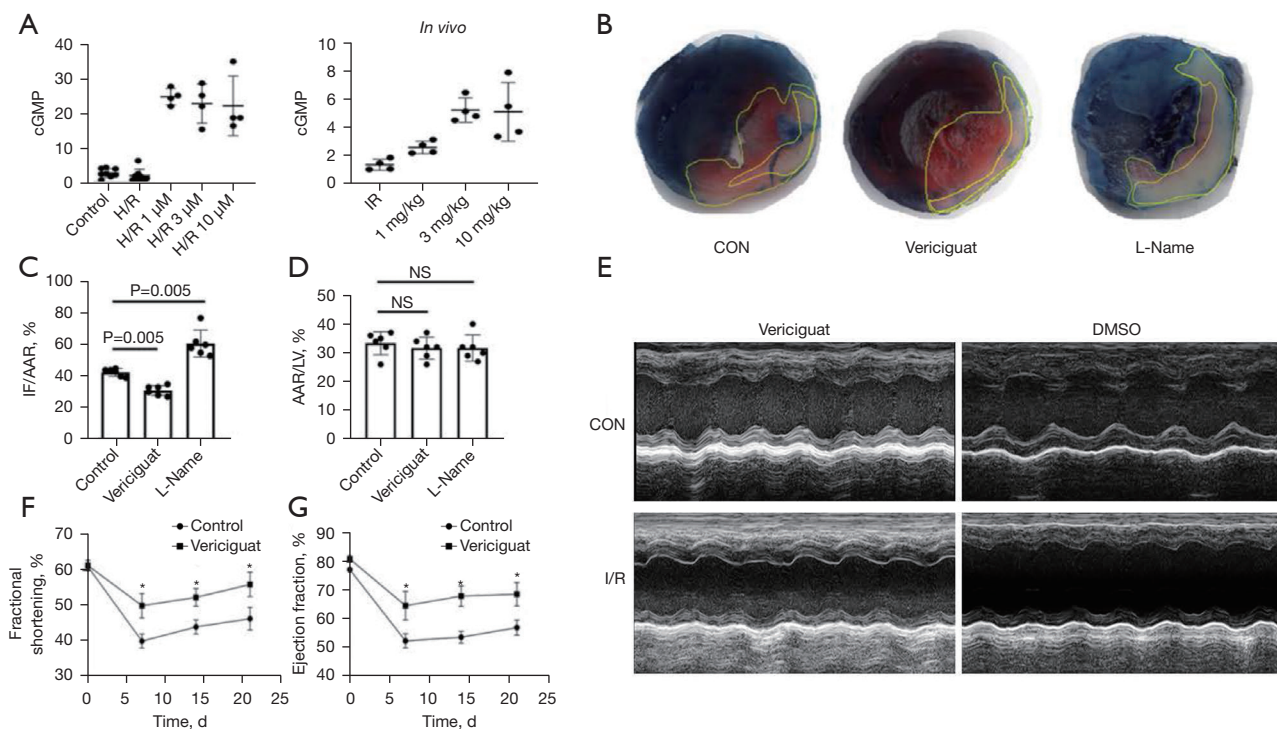 A
cGMP
40
30
20
10
0
Control
H/R
H/R 1 µM
H/R 3 µM
H/R 10 µM
In vivo
cGMP
10
8
6
4
2
0
IR
1 mg/kg
3 mg/kg
10 mg/kg
B
CON
Vericiguat
L-Name
C
IF/AAR, %
100
80
60
40
20
0
P=0.005
P=0.005
Control
Vericiguat
L-Name
D
AAR/LV, %
50
40
30
20
10
0
NS
NS
Control
Vericiguat
L-Name
E
Vericiguat
DMSO
CON
I/R
F
Fractional
shortening, %
70
60
50
40
30
Control
Vericiguat
*
*
*
0
5
10
15
20
25
Time, d
G
Ejection fraction, %
90
80
70
60
50
40
Control
Vericiguat
*
*
*
0
5
10
15
20
25
Time, d